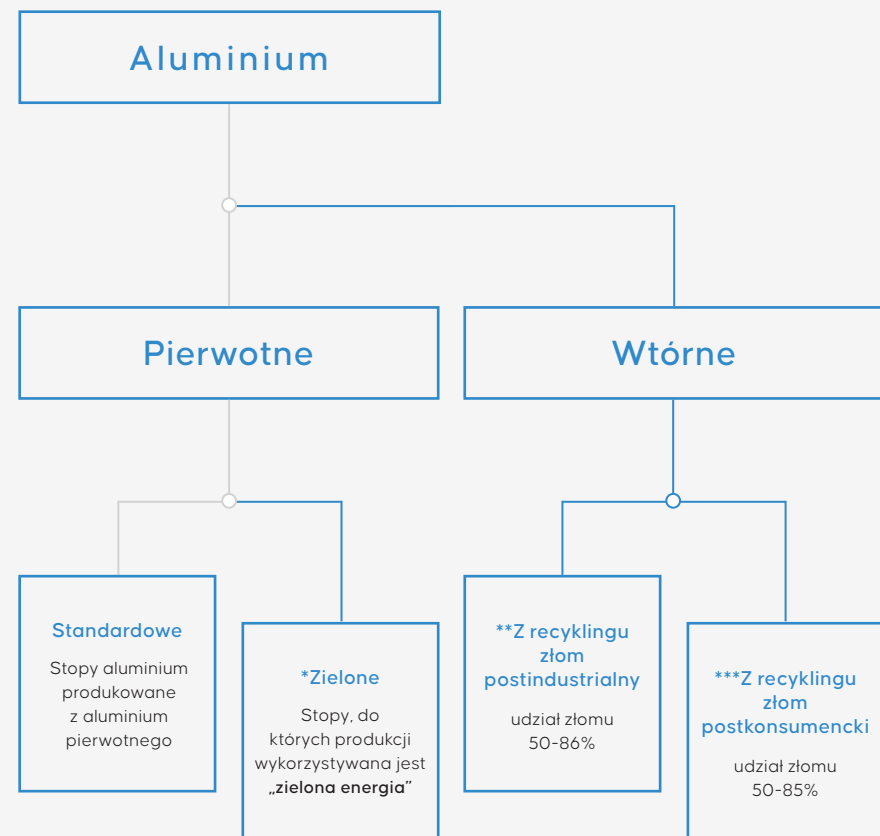 Aluminium
Pierwotne
Wtórne
Standardowe
Stopy aluminium
produkowane
z aluminium
pierwotnego
*Zielone
Stopy, do
których produkcji
wykorzystywana jest
„zielona energia”
**Z recyklingu
złom
postindustrialny
udział złomu
50-86%
***Z recyklingu
złom
postkonsumencki
udział złomu
50-85%